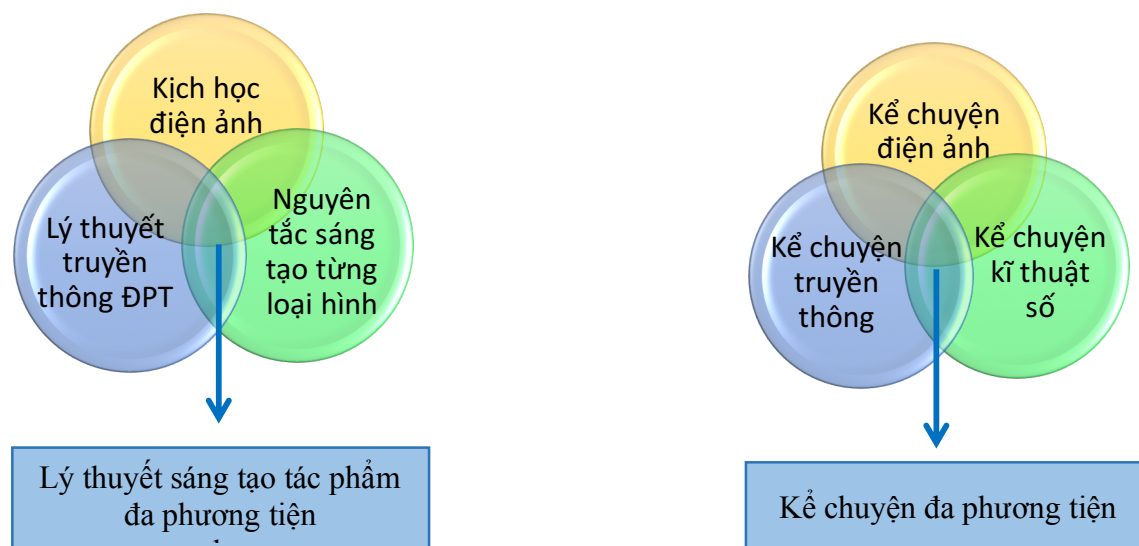 Kịch học
điện ảnh
Lý thuyết
truyền
thông ĐPT
Nguyên
tắc sáng
tạo từng
loại hình
Lý thuyết sáng tạo tác phẩm
đa phương tiện
Kể chuyện
điện ảnh
Kể chuyện
truyền
thông
Kể chuyện
kĩ thuật
số
Kể chuyện đa phương tiện